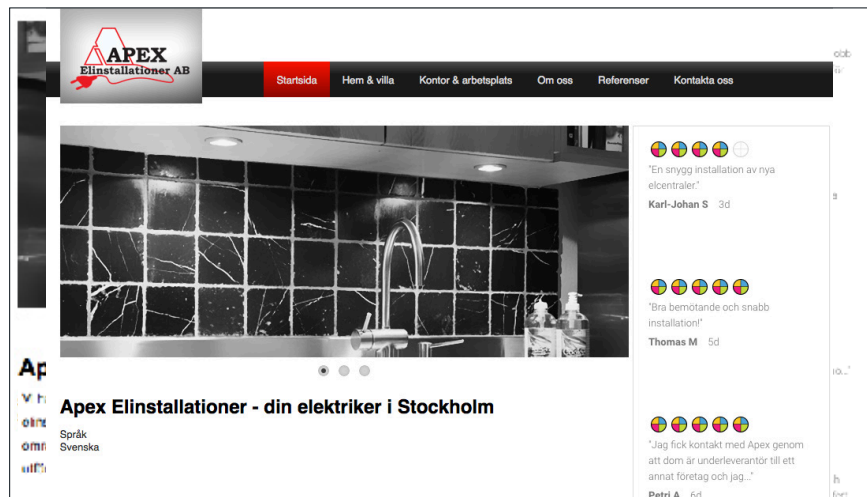 APEX
Elinstallationer AB
Startsida Hem & villa Kontor & arbetsplats Om oss Referenser Kontakta oss
"En snygg installation av nya
elcentraler."
Karl-Johan S 3d
"Bra bemötande och snabb
installation!"
Thomas M 5d
Apex Elinstallationer - din elektriker i Stockholm
Språk
Svenska
"Jag fick kontakt med Apex genom
att dom är underleverantör till ett
annat företag och jag..."
Petri A 6d